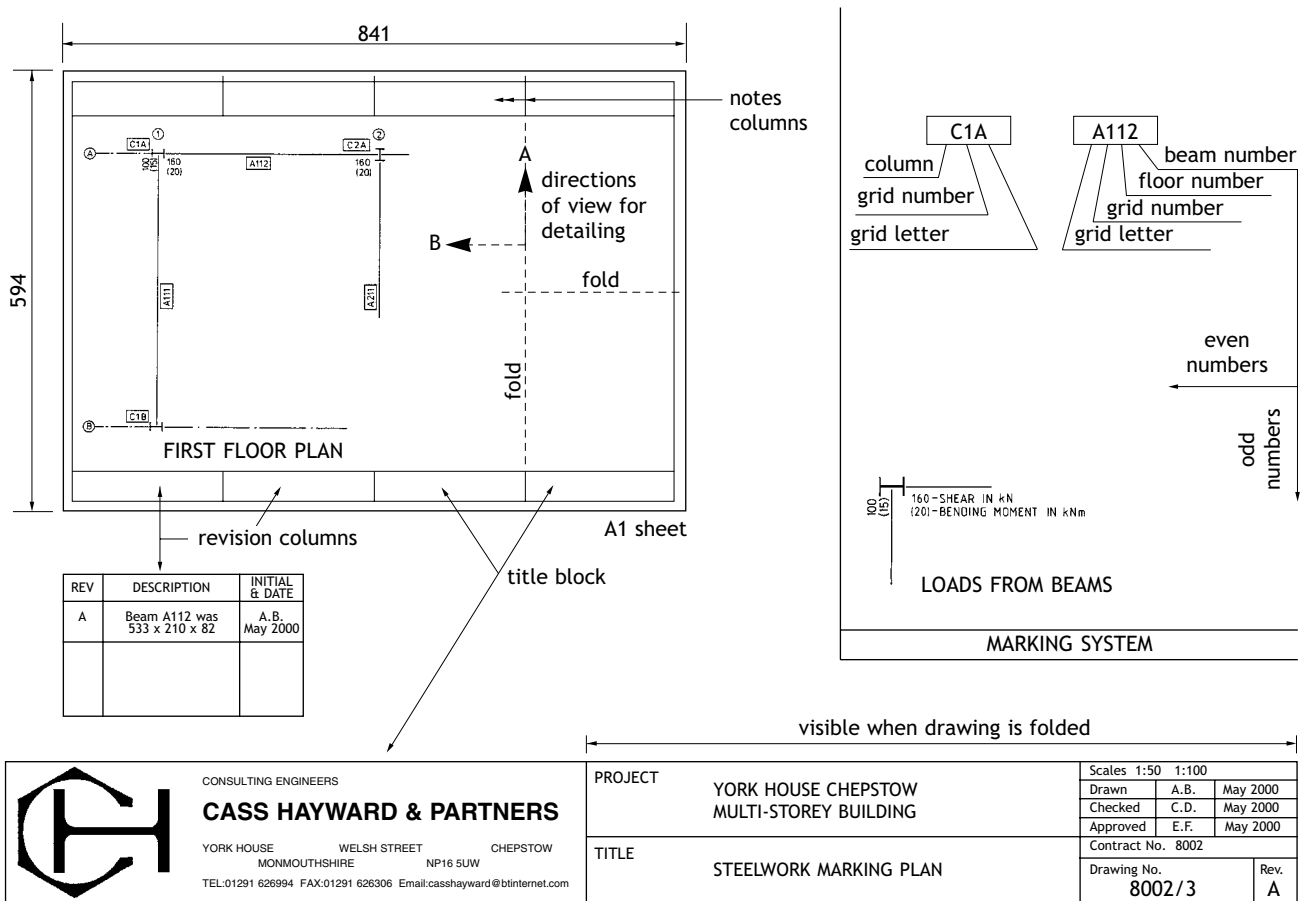 841
594
notes
columns
1
2
C1A
C2A
A
100
(15)
160
(20)
A112
160
(20)
A
directions
of view for
detailing
B
fold
fold
A111
A211
C1B
B
FIRST FLOOR PLAN
A1 sheet
revision columns
title block
REV DESCRIPTION INITIAL
& DATE
A Beam A112 was A.B.
533 x 210 x 82 May 2000
C1A
column
grid number
grid letter
A112
beam number
floor number
grid number
grid letter
even
numbers
odd
numbers
100
(15)
160-SHEAR IN kN
(20)-BENDING MOMENT IN kNm
LOADS FROM BEAMS
MARKING SYSTEM
visible when drawing is folded
CH
CONSULTING ENGINEERS
CASS HAYWARD & PARTNERS
YORK HOUSE WELSH STREET CHEPSTOW
MONMOUTHSHIRE NP16 5UW
TEL:01291 626994 FAX:01291 626306 Email:casshayward@btinternet.com
PROJECT
YORK HOUSE CHEPSTOW
MULTI-STOREY BUILDING
TITLE
STEELWORK MARKING PLAN
Scales 1:50 1:100
Drawn A.B. May 2000
Checked C.D. May 2000
Approved E.F. May 2000
Contract No. 8002
Drawing No. Rev.
8002/3 A